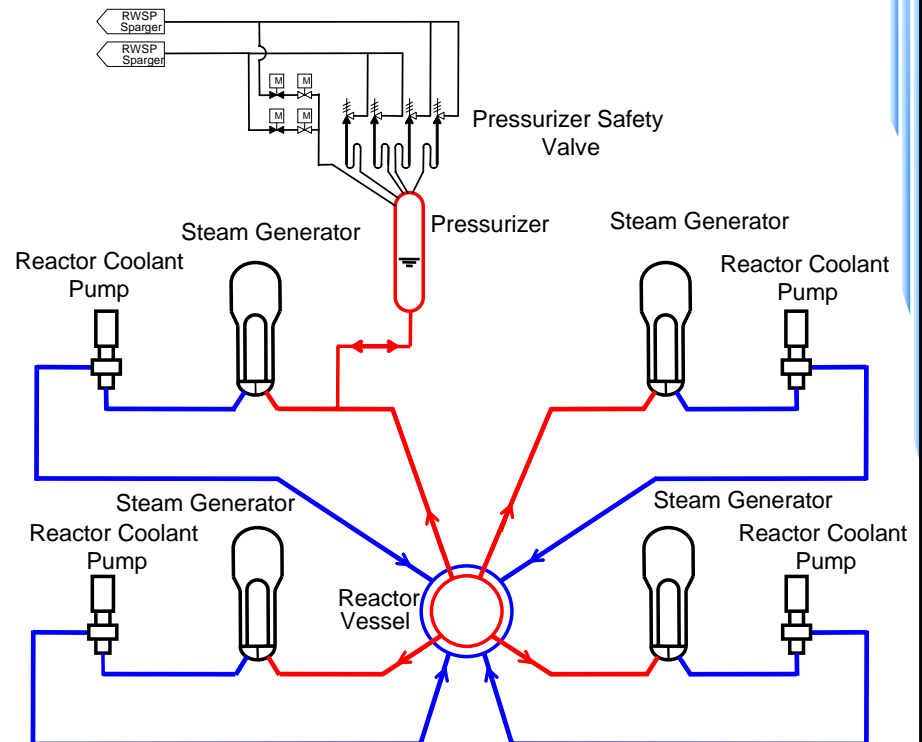 RWSP
Sparger
RWSP
Sparger
M M
M M
Pressurizer Safety
Valve
Pressurizer
Steam Generator
Steam Generator
Reactor Coolant
Pump
Reactor Coolant
Pump
Steam Generator
Steam Generator
Reactor Coolant
Pump
Reactor Coolant
Pump
Reactor
Vessel